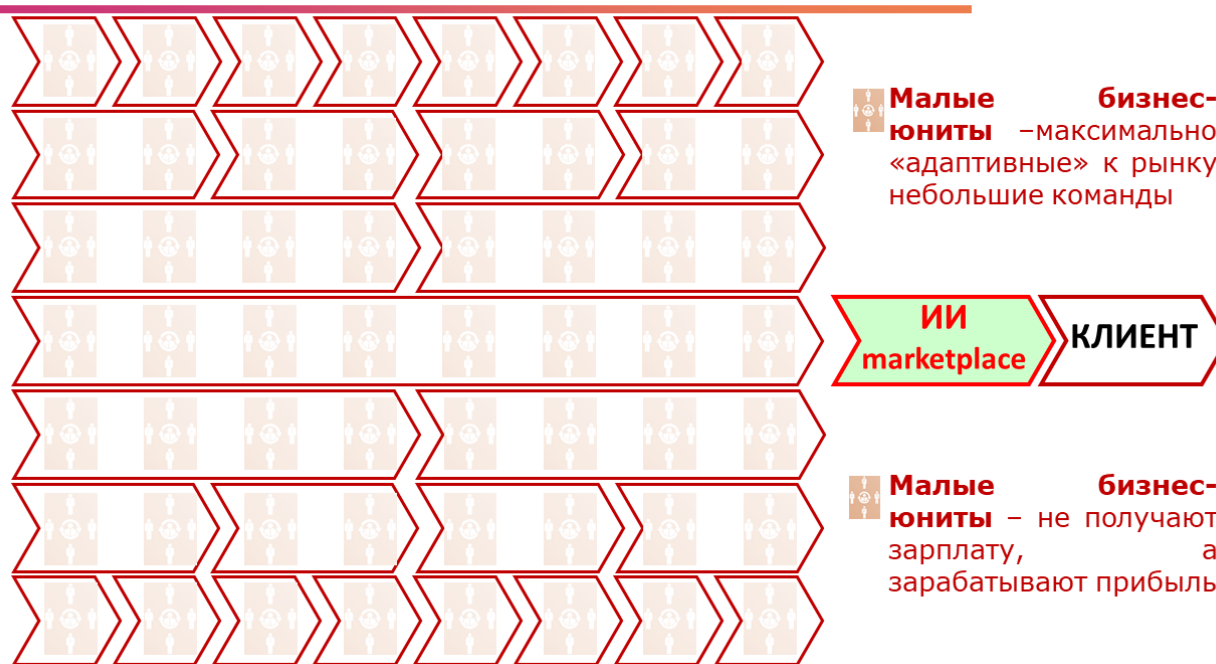 Малые бизнес-
юниты –максимально
«адаптивные» к рынку
небольшие команды
ИИ
marketplace
КЛИЕНТ
Малые бизнес-
юниты – не получают
зарплату, а
зарабатывают прибыль